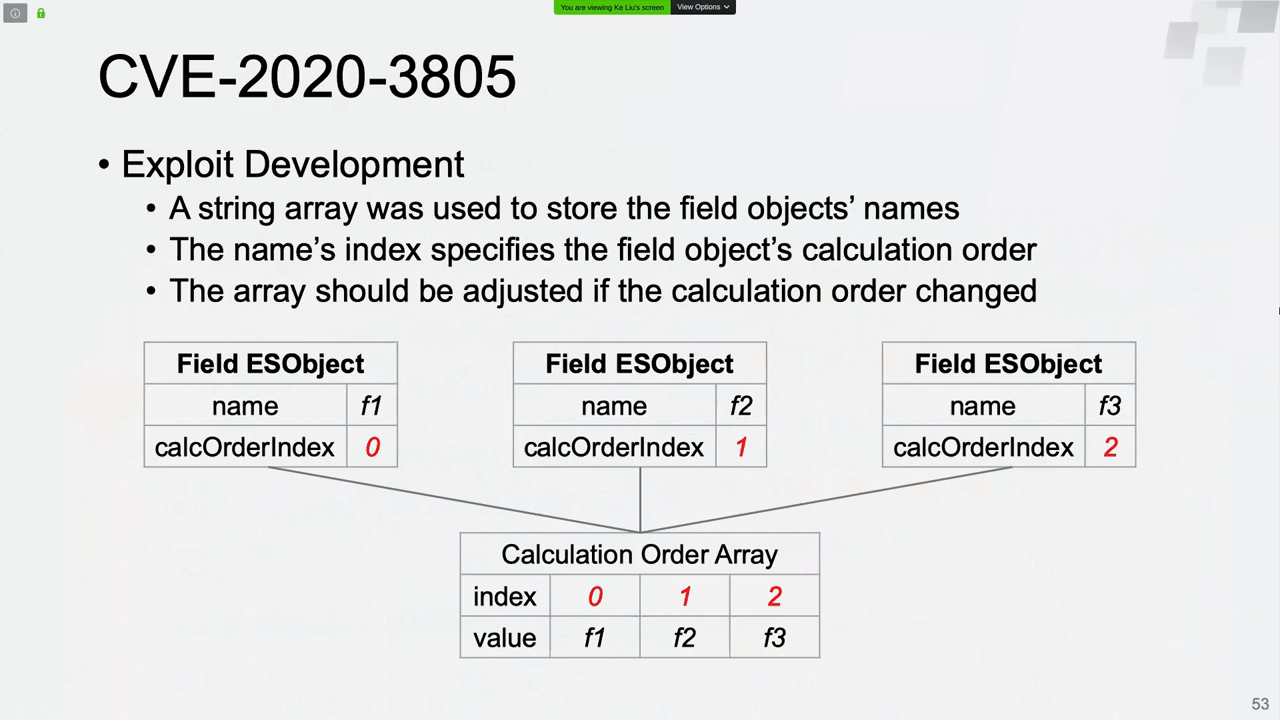 You are viewing Ke Liu's screen View Options
CVE-2020-3805
• Exploit Development
• A string array was used to store the field objects’ names
• The name’s index specifies the field object’s calculation order
• The array should be adjusted if the calculation order changed
Field ESObject
name f1
calcOrderIndex 0
Field ESObject
name f2
calcOrderIndex 1
Field ESObject
name f3
calcOrderIndex 2
Calculation Order Array
index 0 1 2
value f1 f2 f3
53